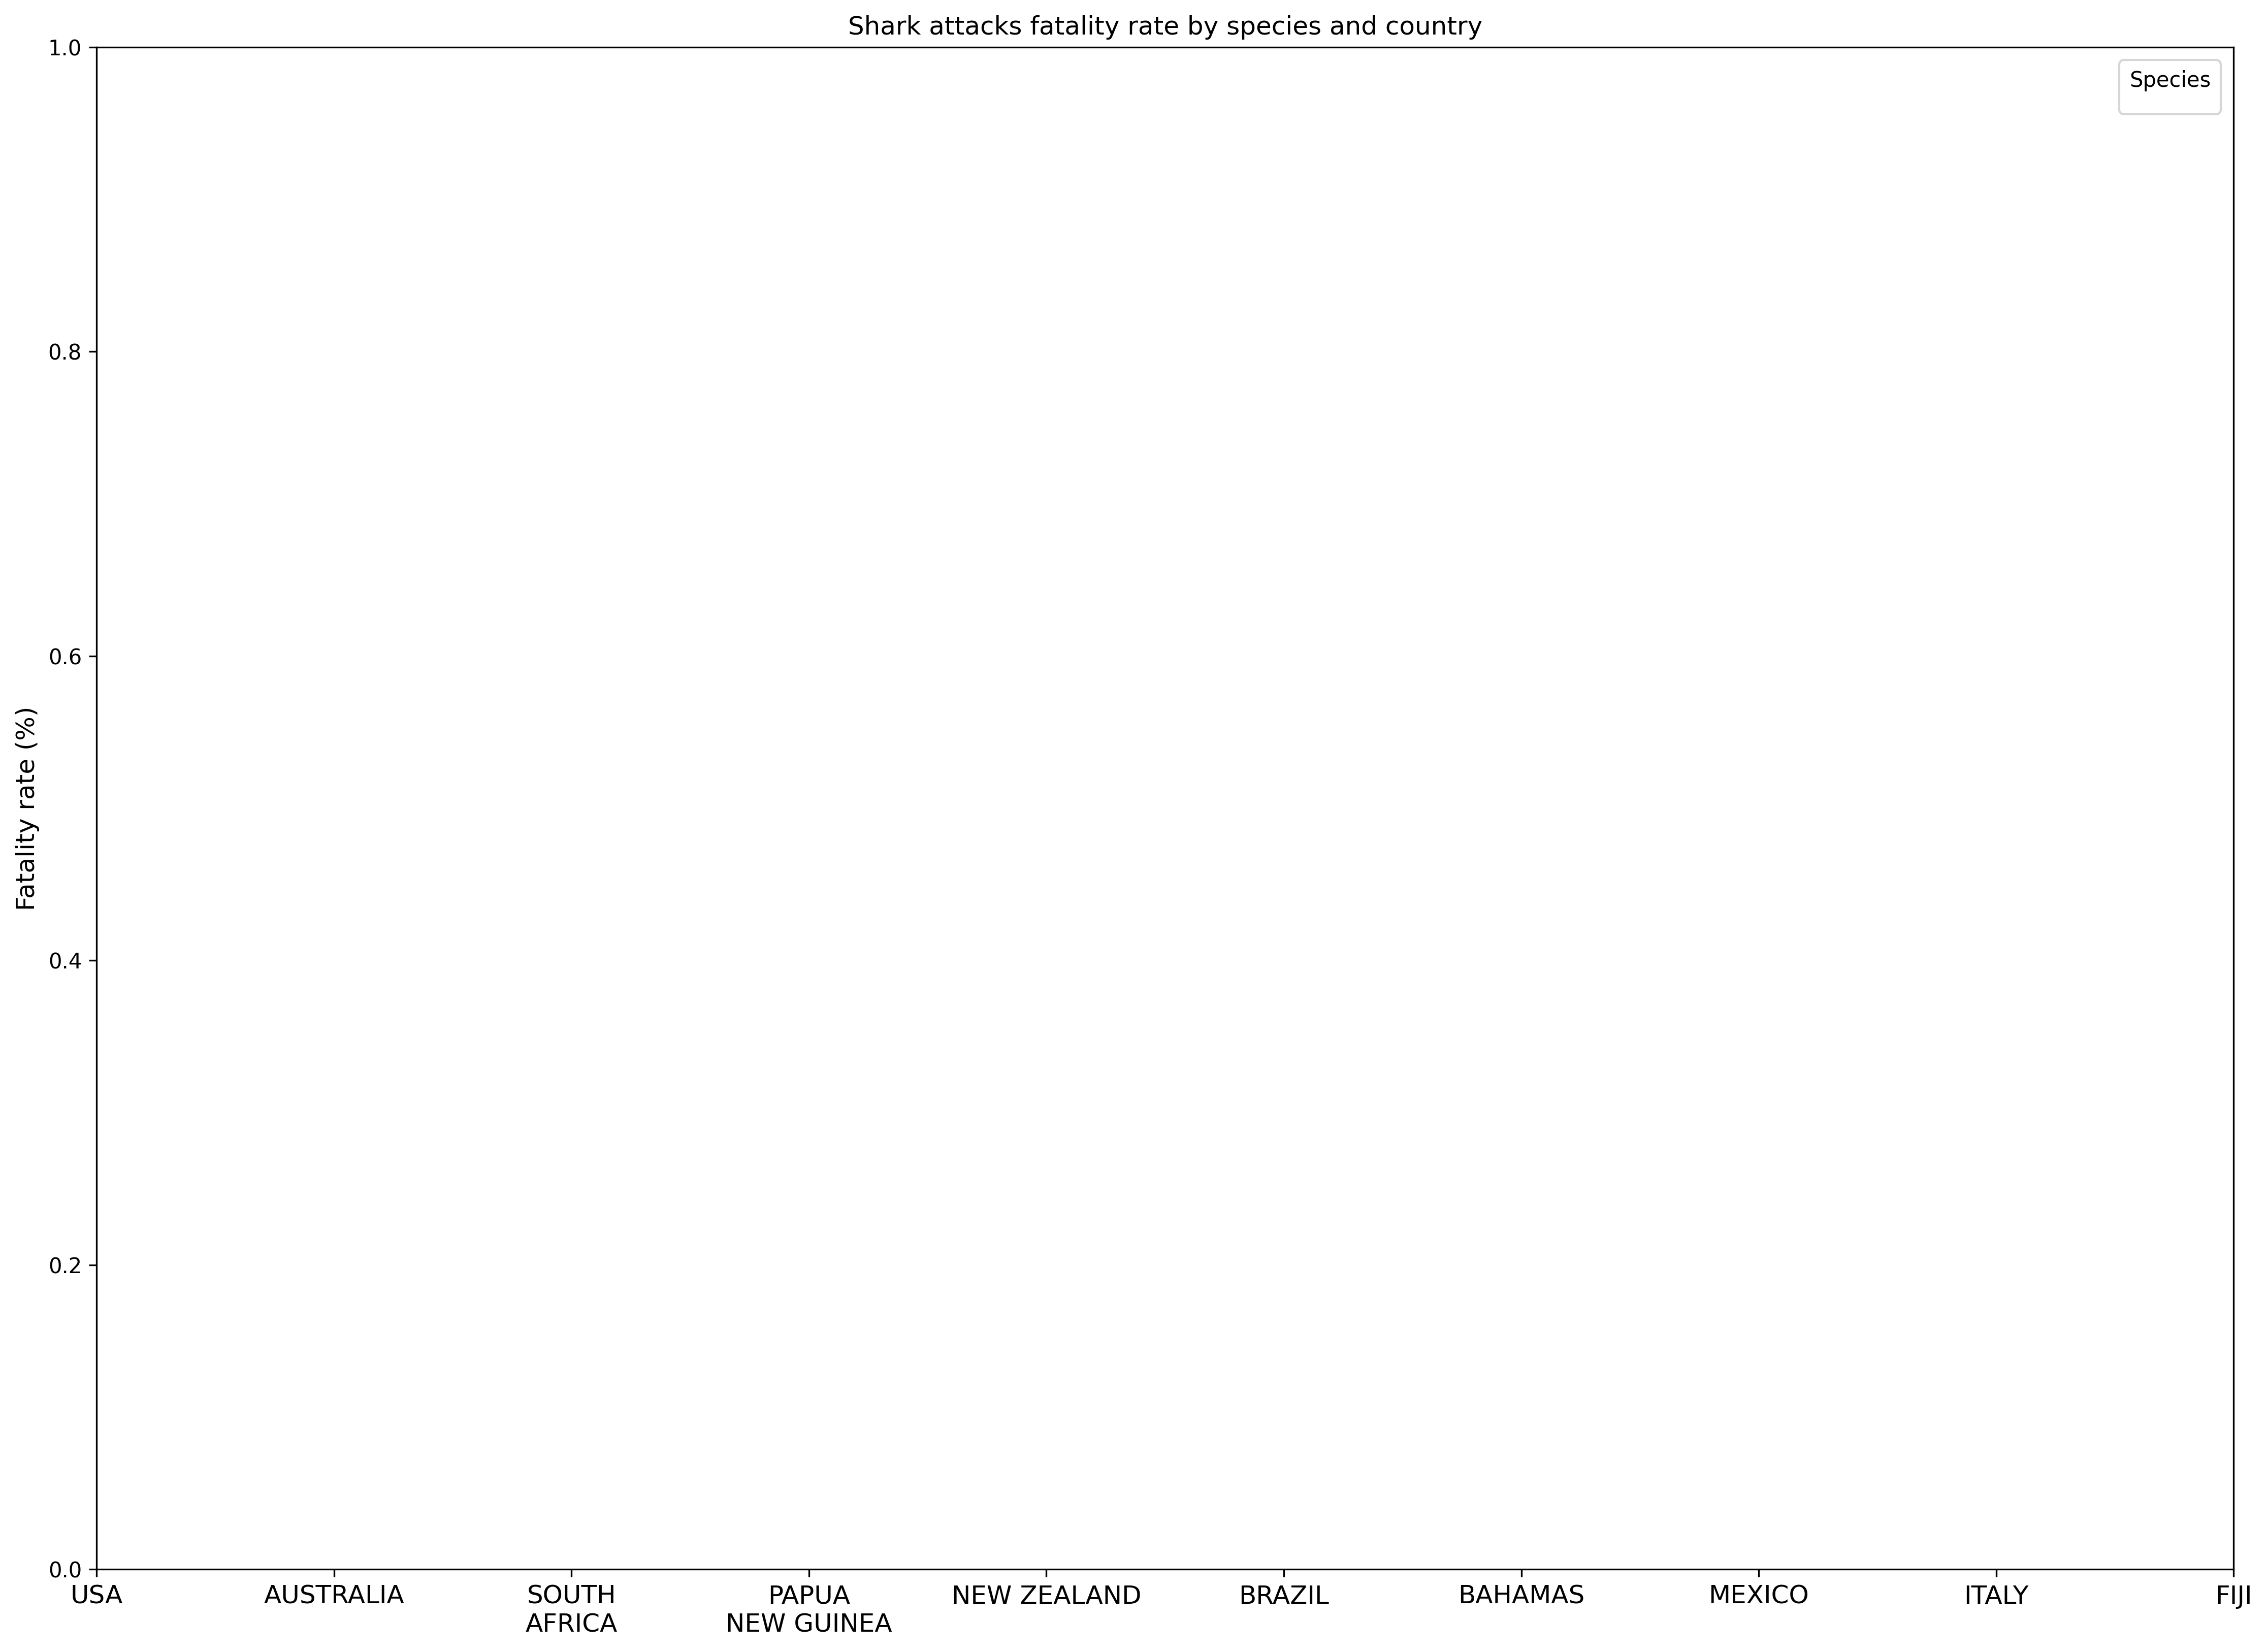 Shark attacks fatality rate by species and country
Species
Fatality rate (%)
1.0
0.8
0.6
0.4
0.2
0.0
USA
AUSTRALIA
SOUTH
AFRICA
PAPUA
NEW GUINEA
NEW ZEALAND
BRAZIL
BAHAMAS
MEXICO
ITALY
FIJI